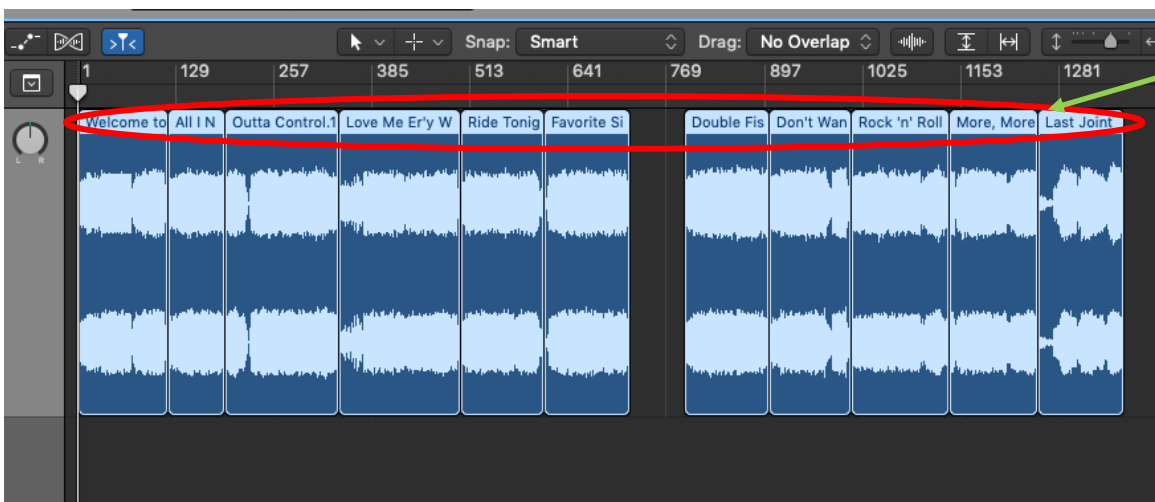 Snap: Smart Drag: No Overlap
1 129 257 385 513 641 769 897 1025 1153 1281
Welcome to All I N Outta Control.1 Love Me Er'y W Ride Tonig Favorite Si Double Fis Don't Wan Rock 'n' Roll More, More Last Joint
L R